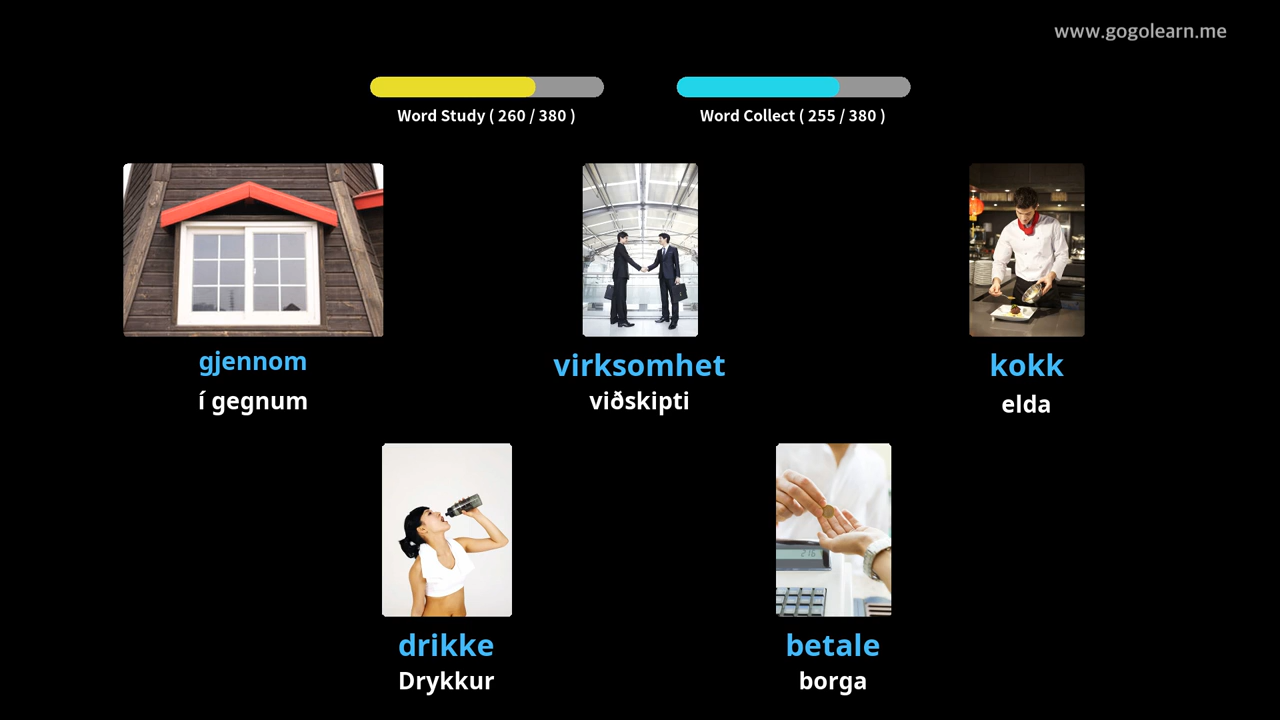 www.gogolearn.me
Word Study ( 260 / 380 )
Word Collect ( 255 / 380 )
gjennom
í gegnum
virksomhet
viðskipti
kokk
elda
drikke
Drykkur
betale
borga